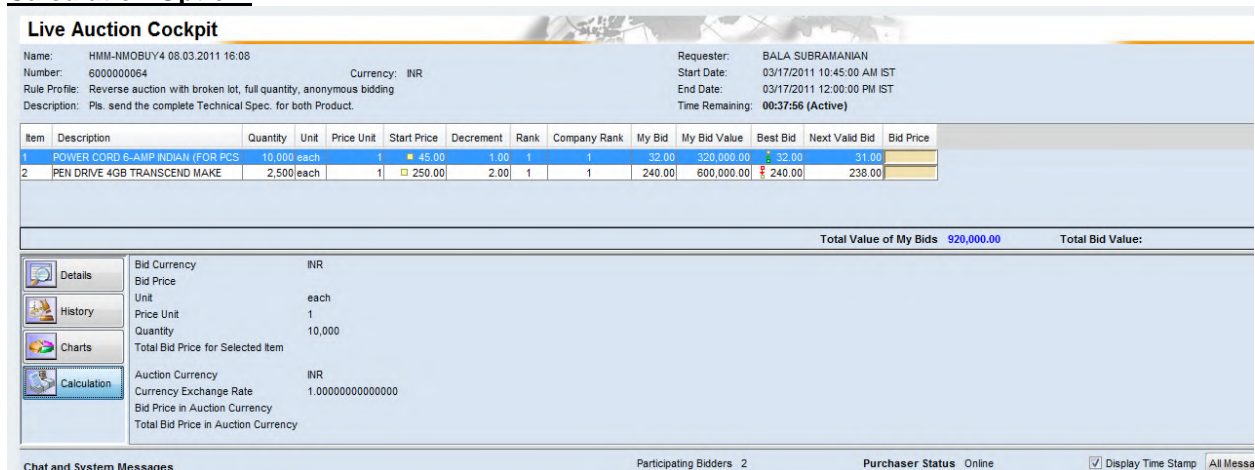 Calculation Option:
Live Auction Cockpit
Name: HMM-NMOBUY4 08.03.2011 16:08 Requester: BALA SUBRAMANIAN
Number: 6000000064 Currency: INR Start Date: 03/17/2011 10:45:00 AM IST
Rule Profile: Reverse auction with broken lot, full quantity, anonymous bidding End Date: 03/17/2011 12:00:00 PM IST
Description: Pls. send the complete Technical Spec. for both Product. Time Remaining: 00:37:56 (Active)
Item Description Quantity Unit Price Unit Start Price Decrement Rank Company Rank My Bid My Bid Value Best Bid Next Valid Bid Bid Price
1 POWER CORD 6-AMP INDIAN (FOR PCS 10,000 each 1 45.00 1.00 1 1 32.00 320,000.00 32.00 31.00
2 PEN DRIVE 4GB TRANSCEND MAKE 2,500 each 1 250.00 2.00 1 1 240.00 600,000.00 240.00 238.00
Total Value of My Bids 920,000.00 Total Bid Value:
Details
History
Charts
Calculation
Bid Currency INR
Bid Price
Unit each
Price Unit 1
Quantity 10,000
Total Bid Price for Selected Item
Auction Currency INR
Currency Exchange Rate 1.00000000000000
Bid Price in Auction Currency
Total Bid Price in Auction Currency
Chat and System Messages Participating Bidders 2 Purchaser Status Online Display Time Stamp All Messa